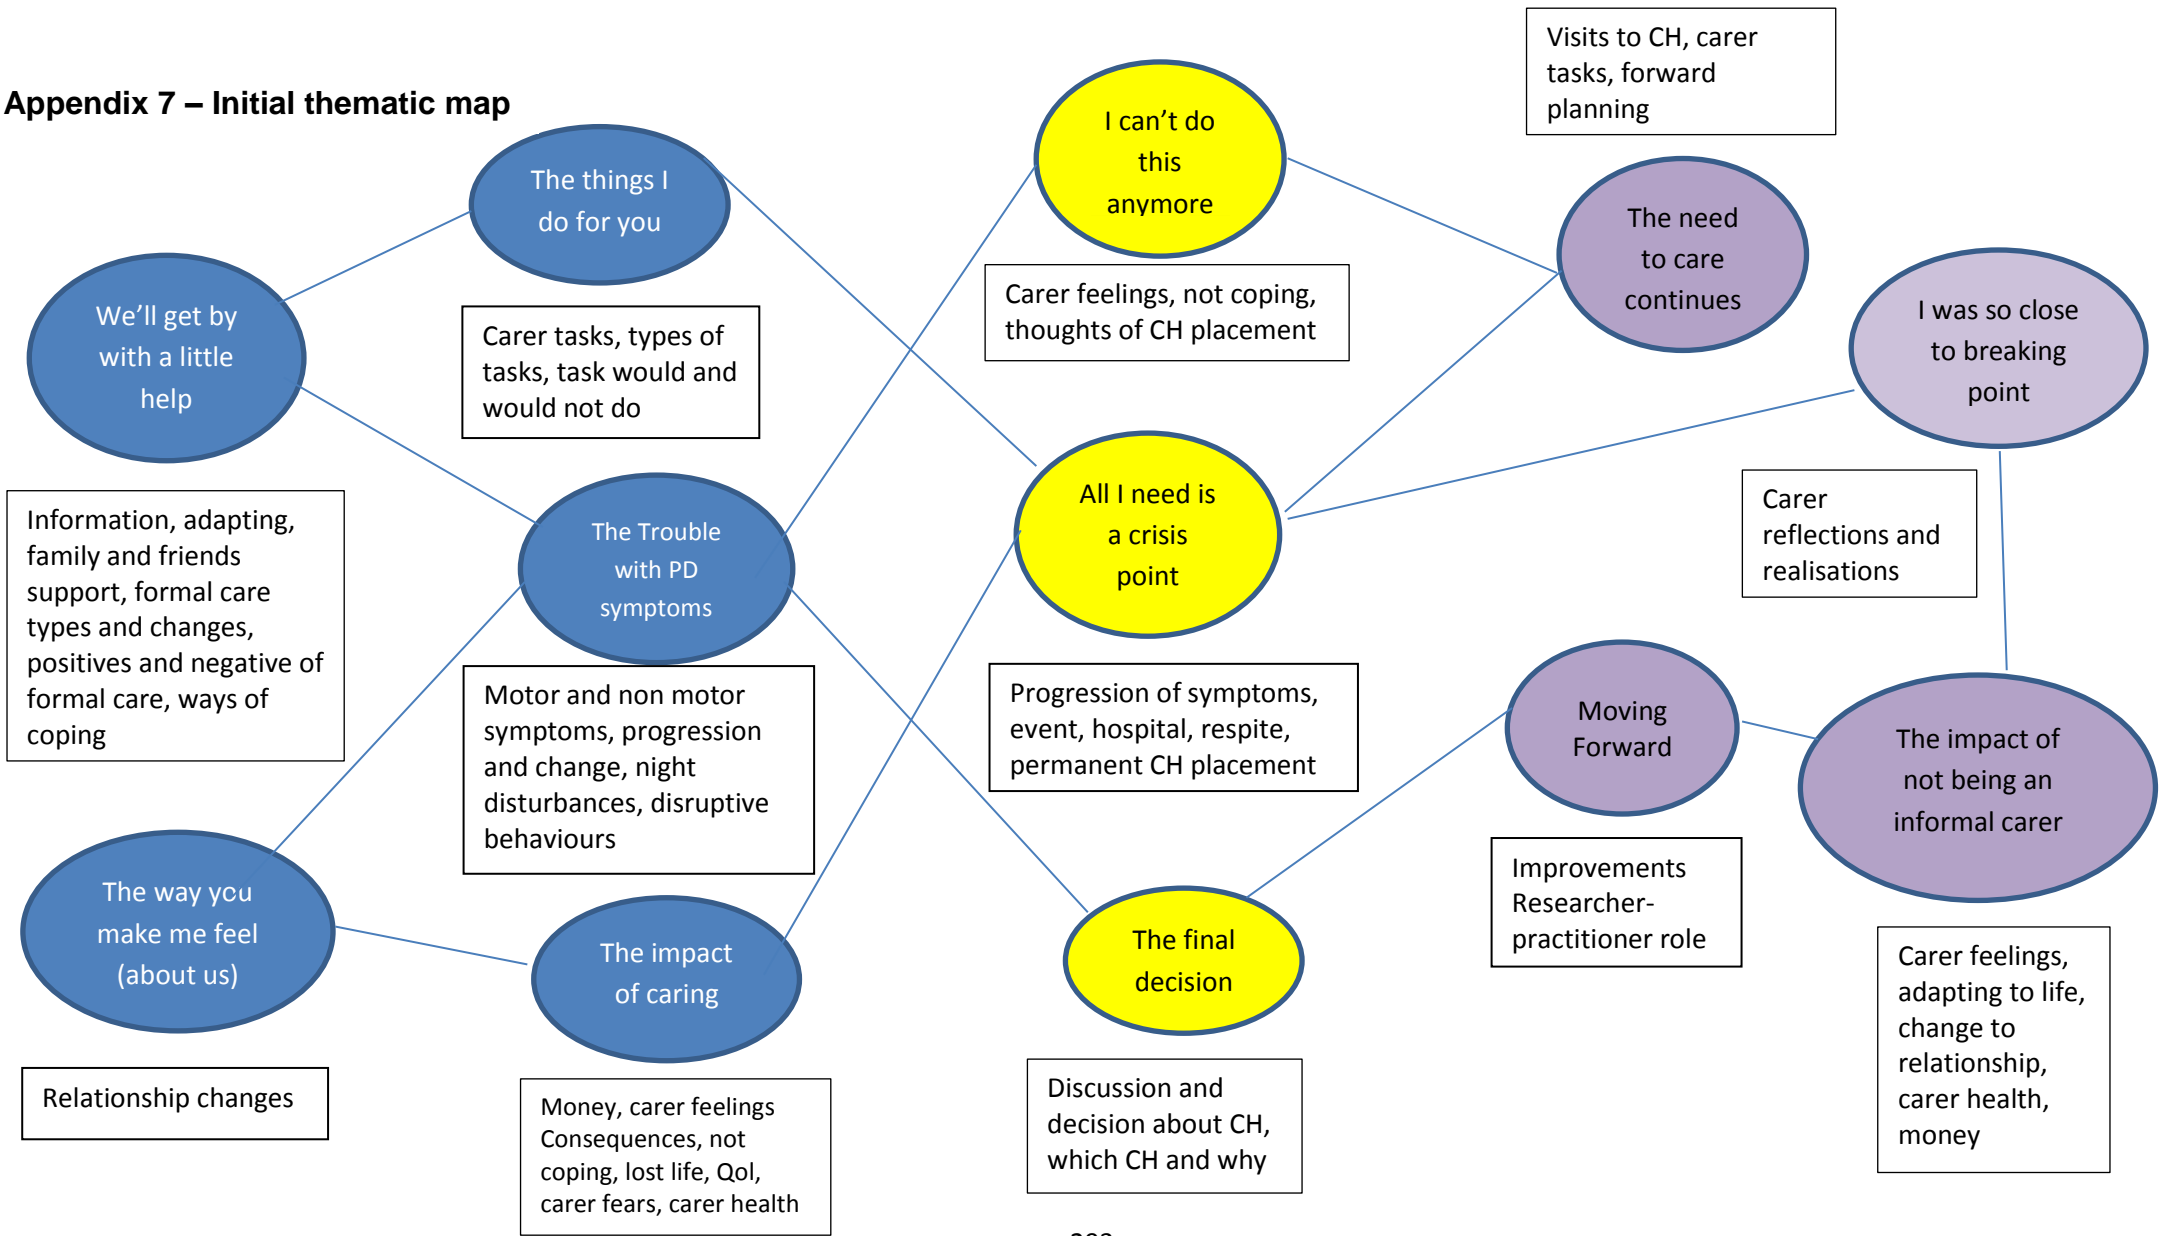 Appendix 7 – Initial thematic map
We'll get by
with a little
help
Information, adapting,
family and friends
support, formal care
types and changes,
positives and negative of
formal care, ways of
coping
The way you
make me feel
(about us)
Relationship changes
The things I
do for you
Carer tasks, types of
tasks, task would and
would not do
The Trouble
with PD
symptoms
Motor and non motor
symptoms, progression
and change, night
disturbances, disruptive
behaviours
The impact
of caring
Money, carer feelings
Consequences, not
coping, lost life, Qol,
carer fears, carer health
I can't do
this
anymore
Carer feelings, not coping,
thoughts of CH placement
All I need is
a crisis
point
Progression of symptoms,
event, hospital, respite,
permanent CH placement
The final
decision
Discussion and
decision about CH,
which CH and why
Visits to CH, carer
tasks, forward
planning
The need
to care
continues
I was so close
to breaking
point
Carer
reflections and
realisations
Moving
Forward
Improvements
Researcher-
practitioner role
The impact of
not being an
informal carer
Carer feelings,
adapting to life,
change to
relationship,
carer health,
money